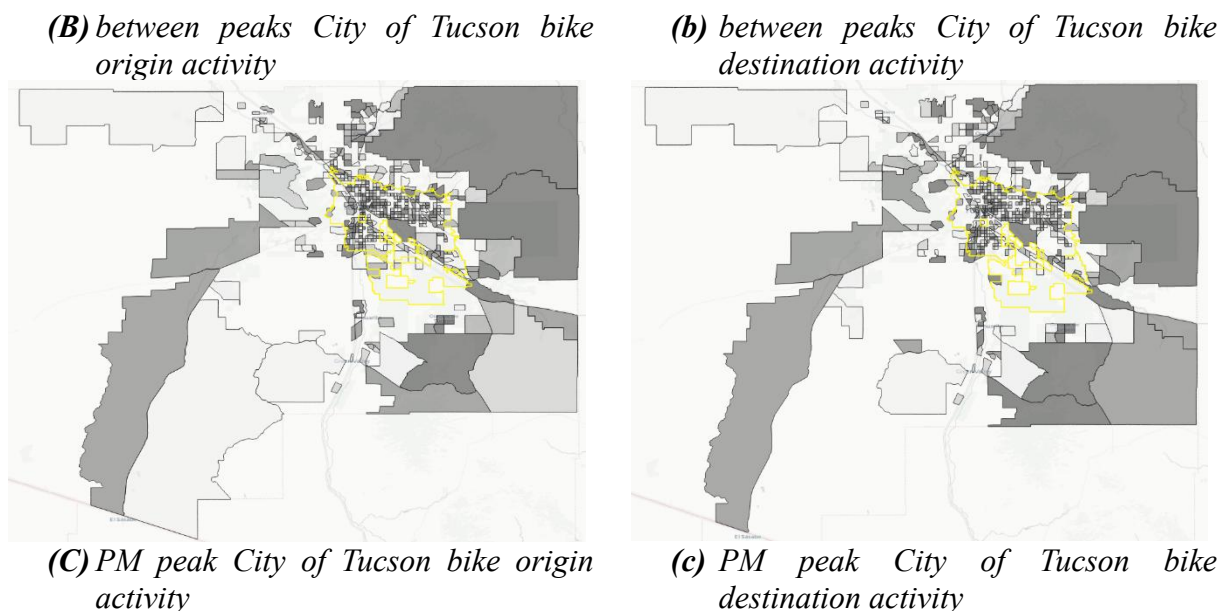 (B) between peaks City of Tucson bike
origin activity
(b) between peaks City of Tucson bike
destination activity
(C) PM peak City of Tucson bike origin
activity
(c) PM peak City of Tucson bike
destination activity